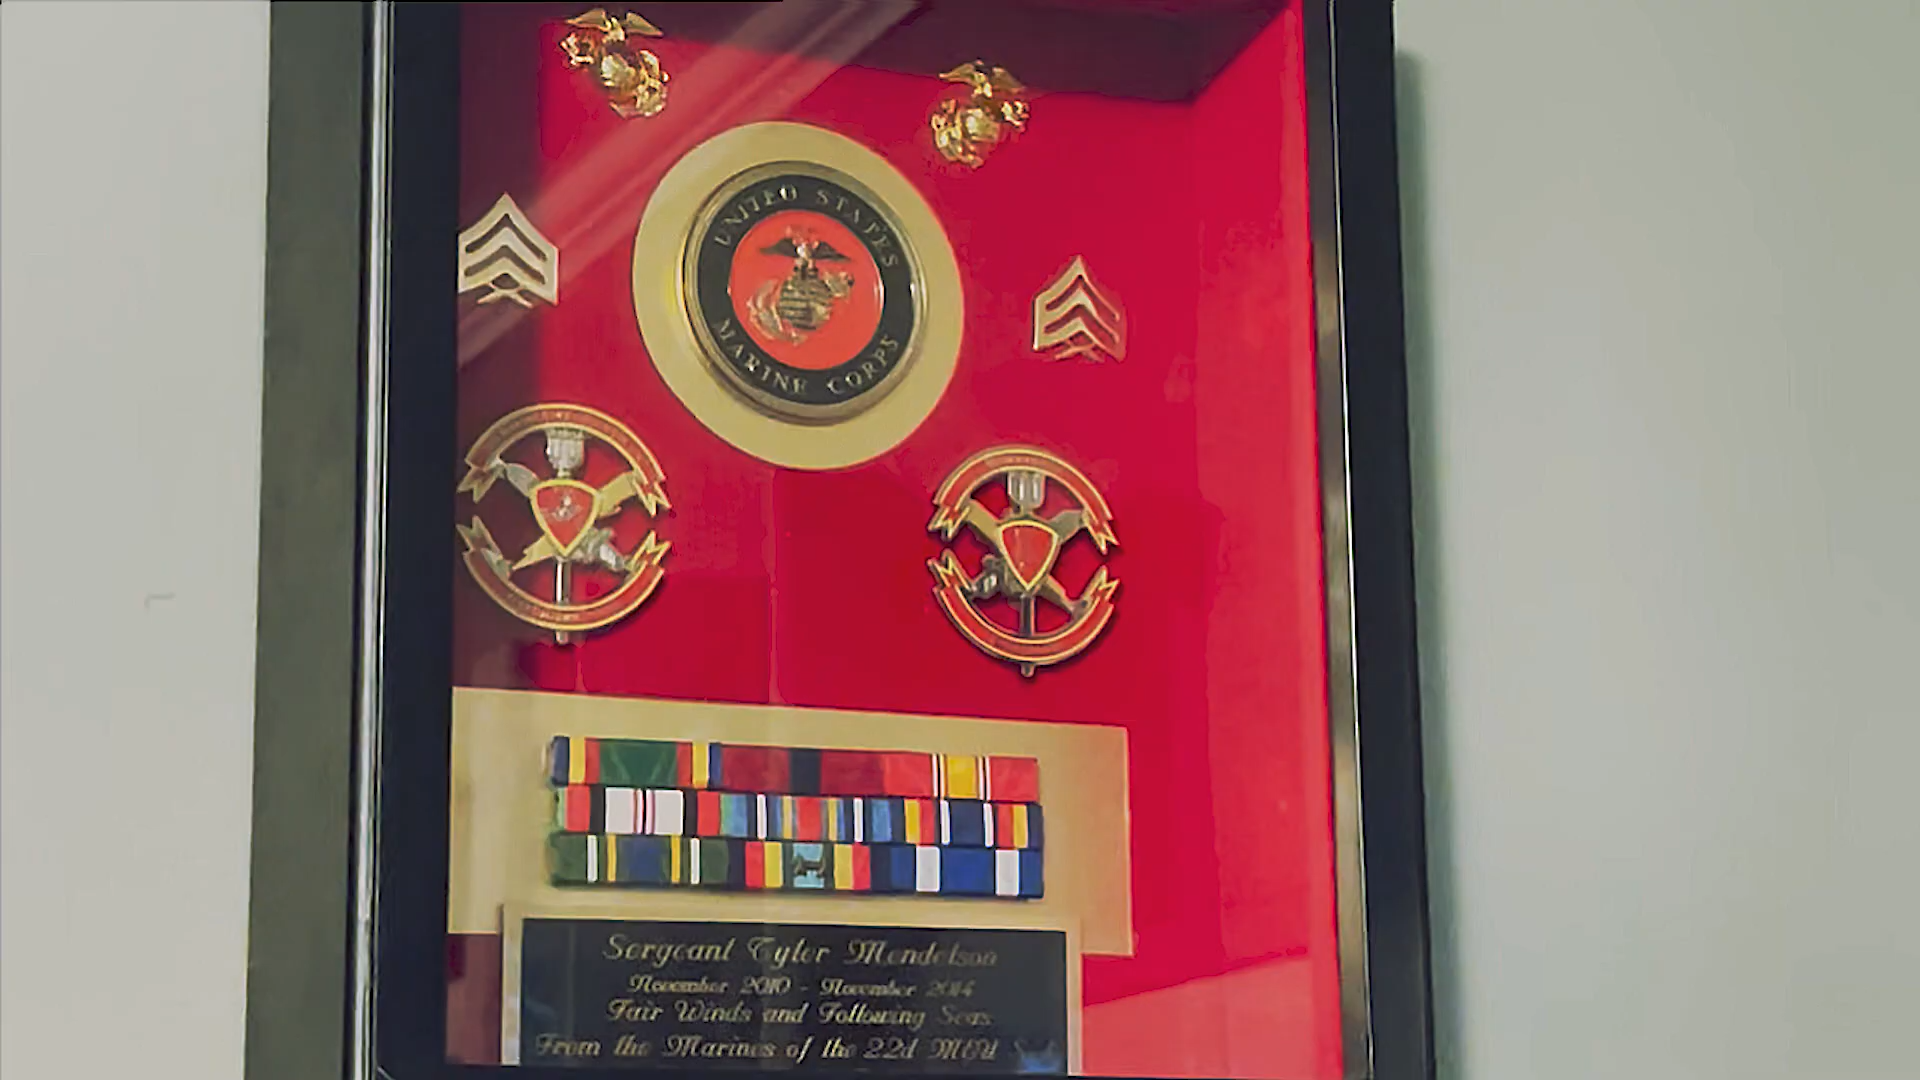 UNITED STATES
MARINE CORPS
Sergeant Tyler Mendelson
November 2010 - November 2014
Fair Winds and Following Seas
From the Marines of the 22d MEU